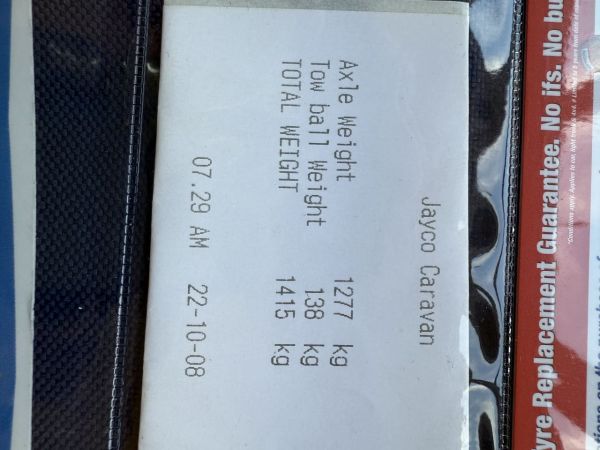 Jayco Caravan
Axle Weight 1277 kg
Tow ball Weight 138 kg
TOTAL WEIGHT 1415 kg
07.29 AM 22-10-08
yre Replacement Guarantee. No ifs. No bu